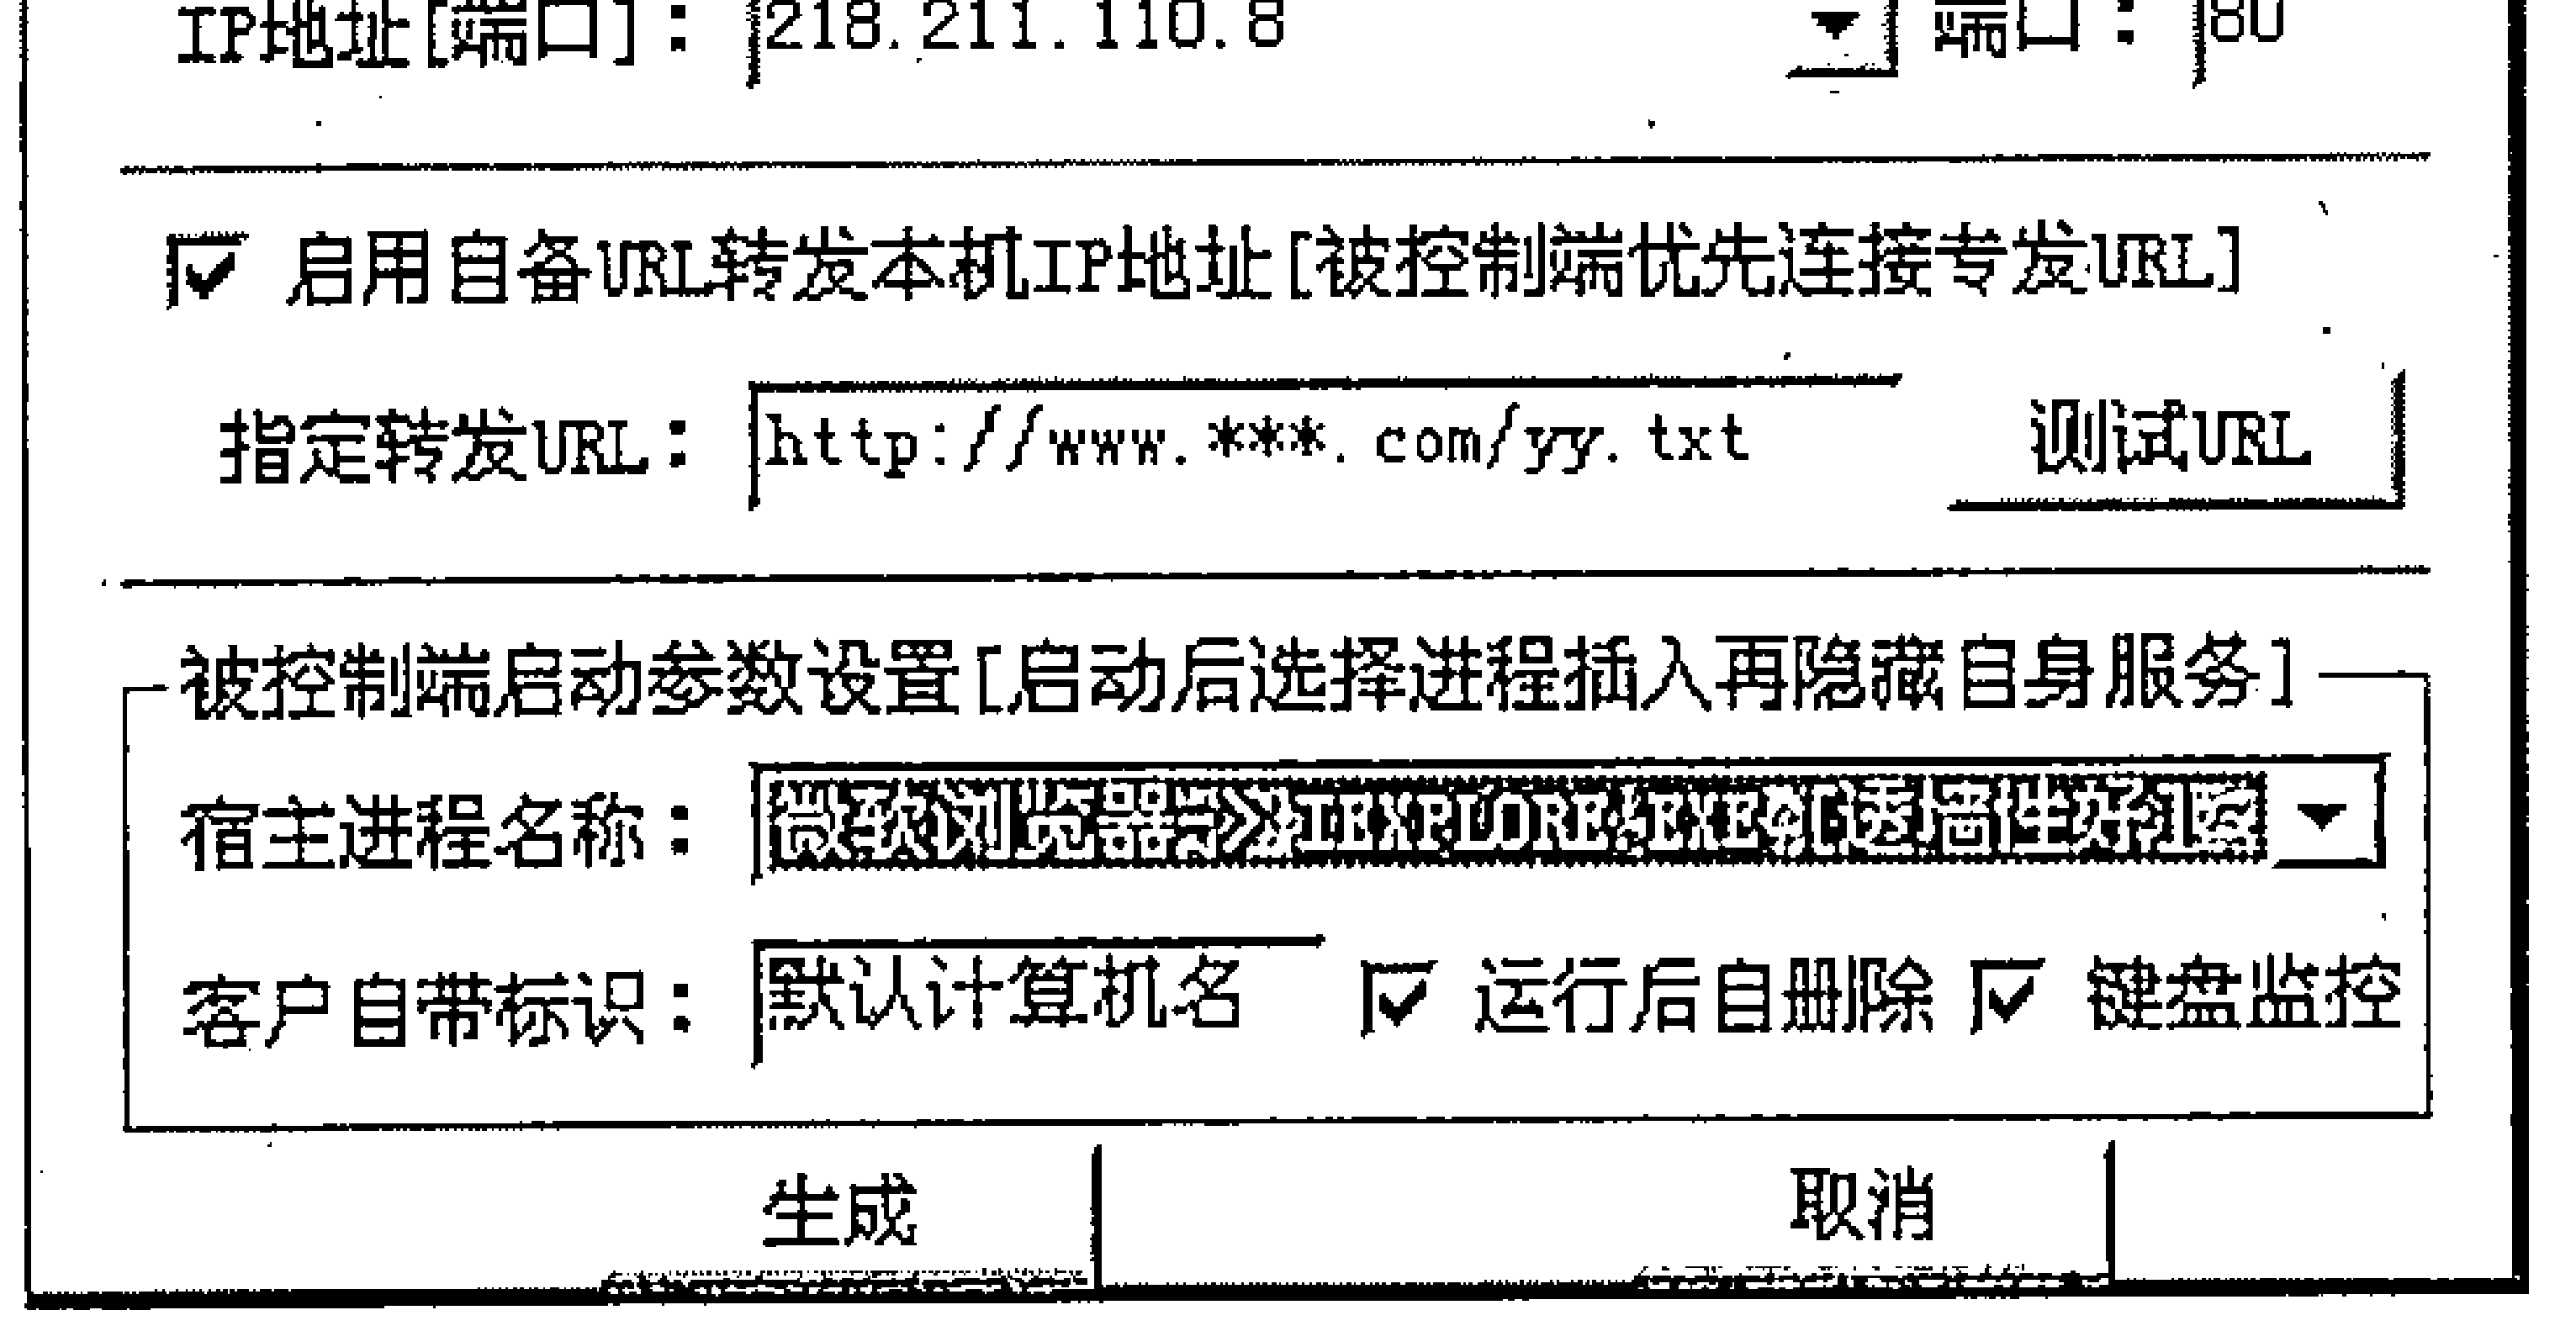 IP地址[端口]： 218.211.110.8 端口： 80
启用自备URL转发本机IP地址[被控制端优先连接专发URL]
指定转发URL： http://www.***.com/yy.txt 测试URL
被控制端启动参数设置[启动后选择进程插入再隐藏自身服务]
宿主进程名称： 微软浏览器=>IEXPLORE.EXE
客户自带标识： 默认计算机名 运行后自删除 键盘监控
生成 取消